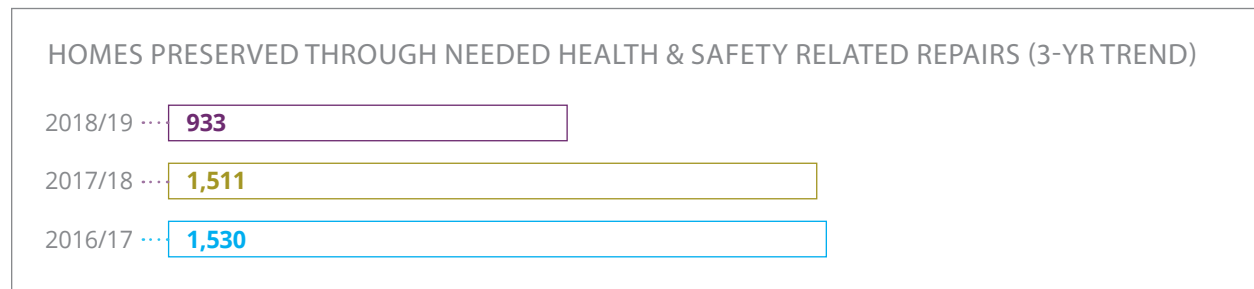 HOMES PRESERVED THROUGH NEEDED HEALTH & SAFETY RELATED REPAIRS (3-YR TREND)
2018/19 933
2017/18 1,511
2016/17 1,530